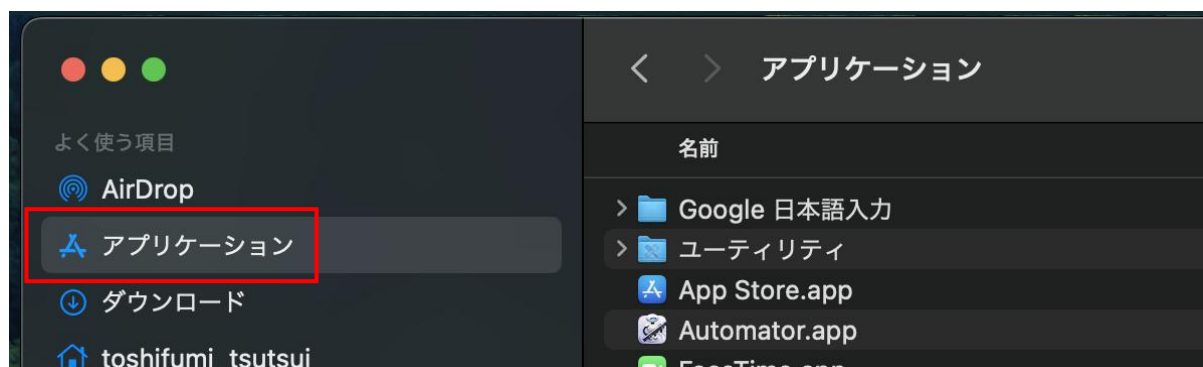 アプリケーション
よく使う項目
AirDrop
アプリケーション
ダウンロード
toshifumi_tsutsui
名前
Google 日本語入力
ユーティリティ
App Store.app
Automator.app
FaceTime.app